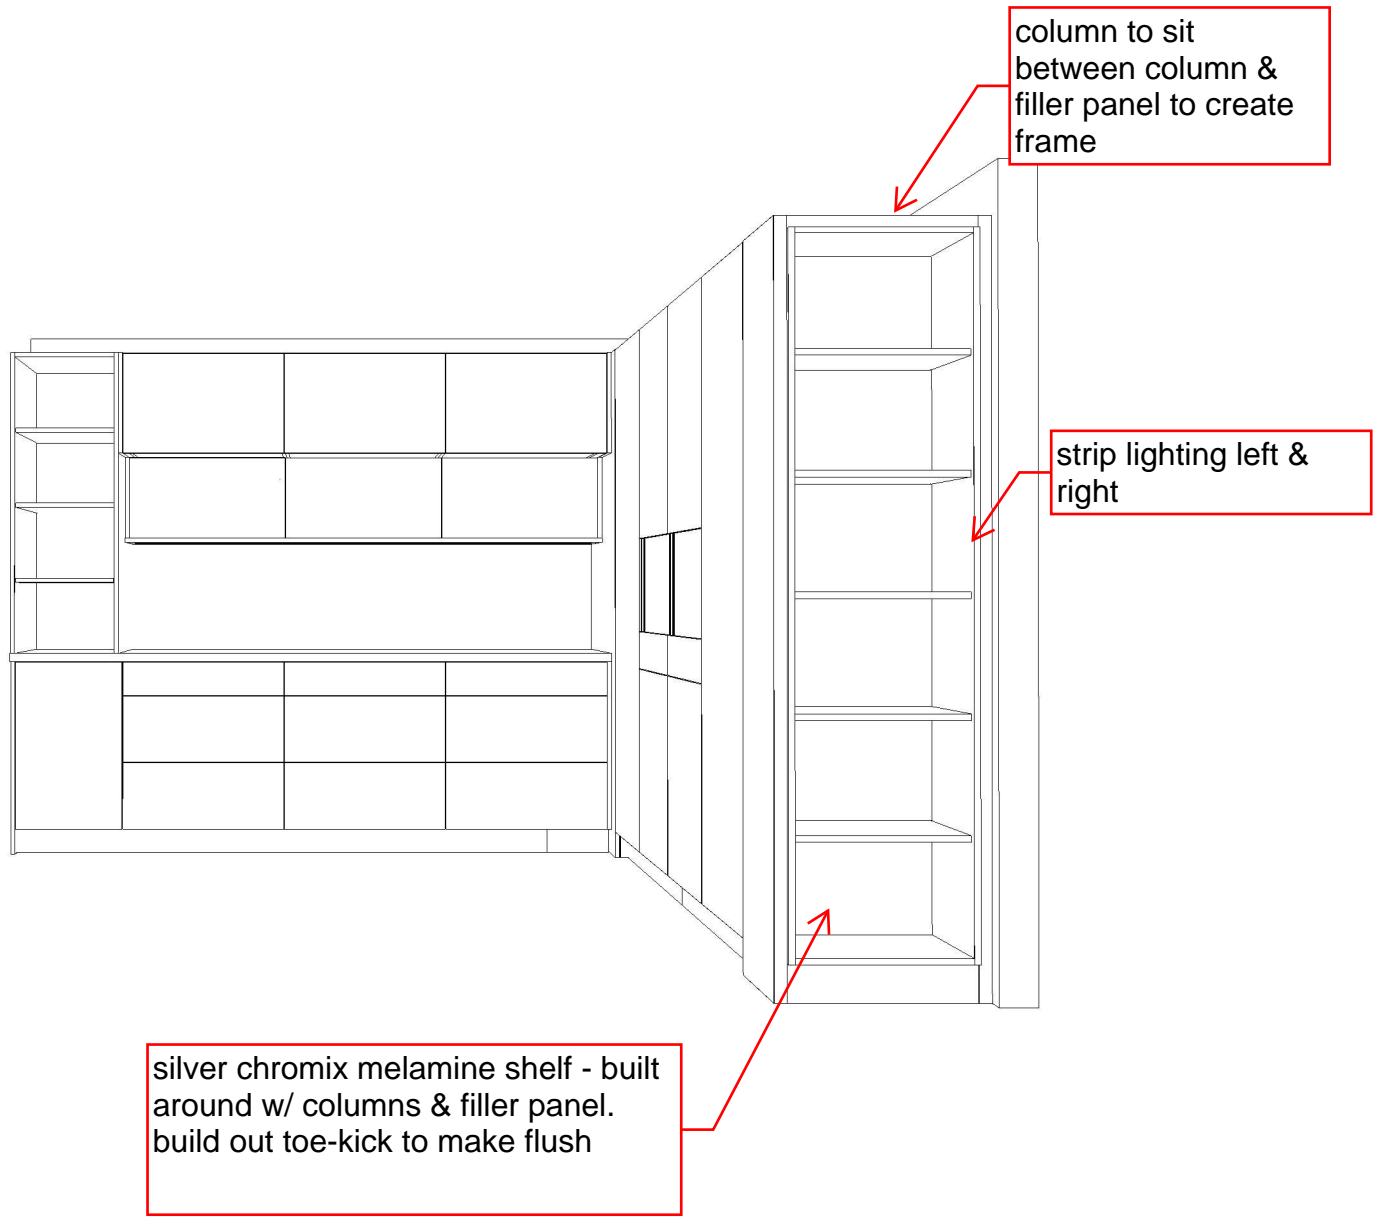 column to sit
between column &
filler panel to create
frame
strip lighting left &
right
silver chromix melamine shelf - built
around w/ columns & filler panel.
build out toe-kick to make flush